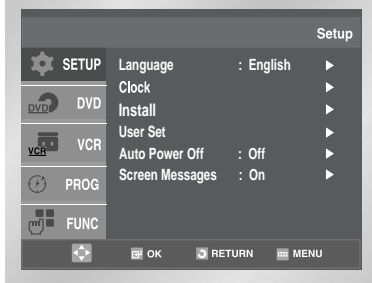 Setup
SETUP
DVD DVD
VCR VCR
PROG
FUNC
Language : English
Clock
Install
User Set
Auto Power Off : Off
Screen Messages : On
OK RETURN MENU